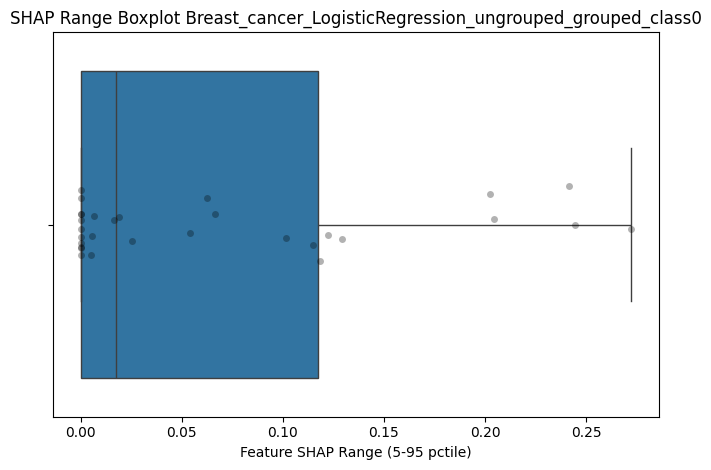 SHAP Range Boxplot Breast_cancer_LogisticRegression_ungrouped_grouped_class0
0.00 0.05 0.10 0.15 0.20 0.25
Feature SHAP Range (5-95 pctile)